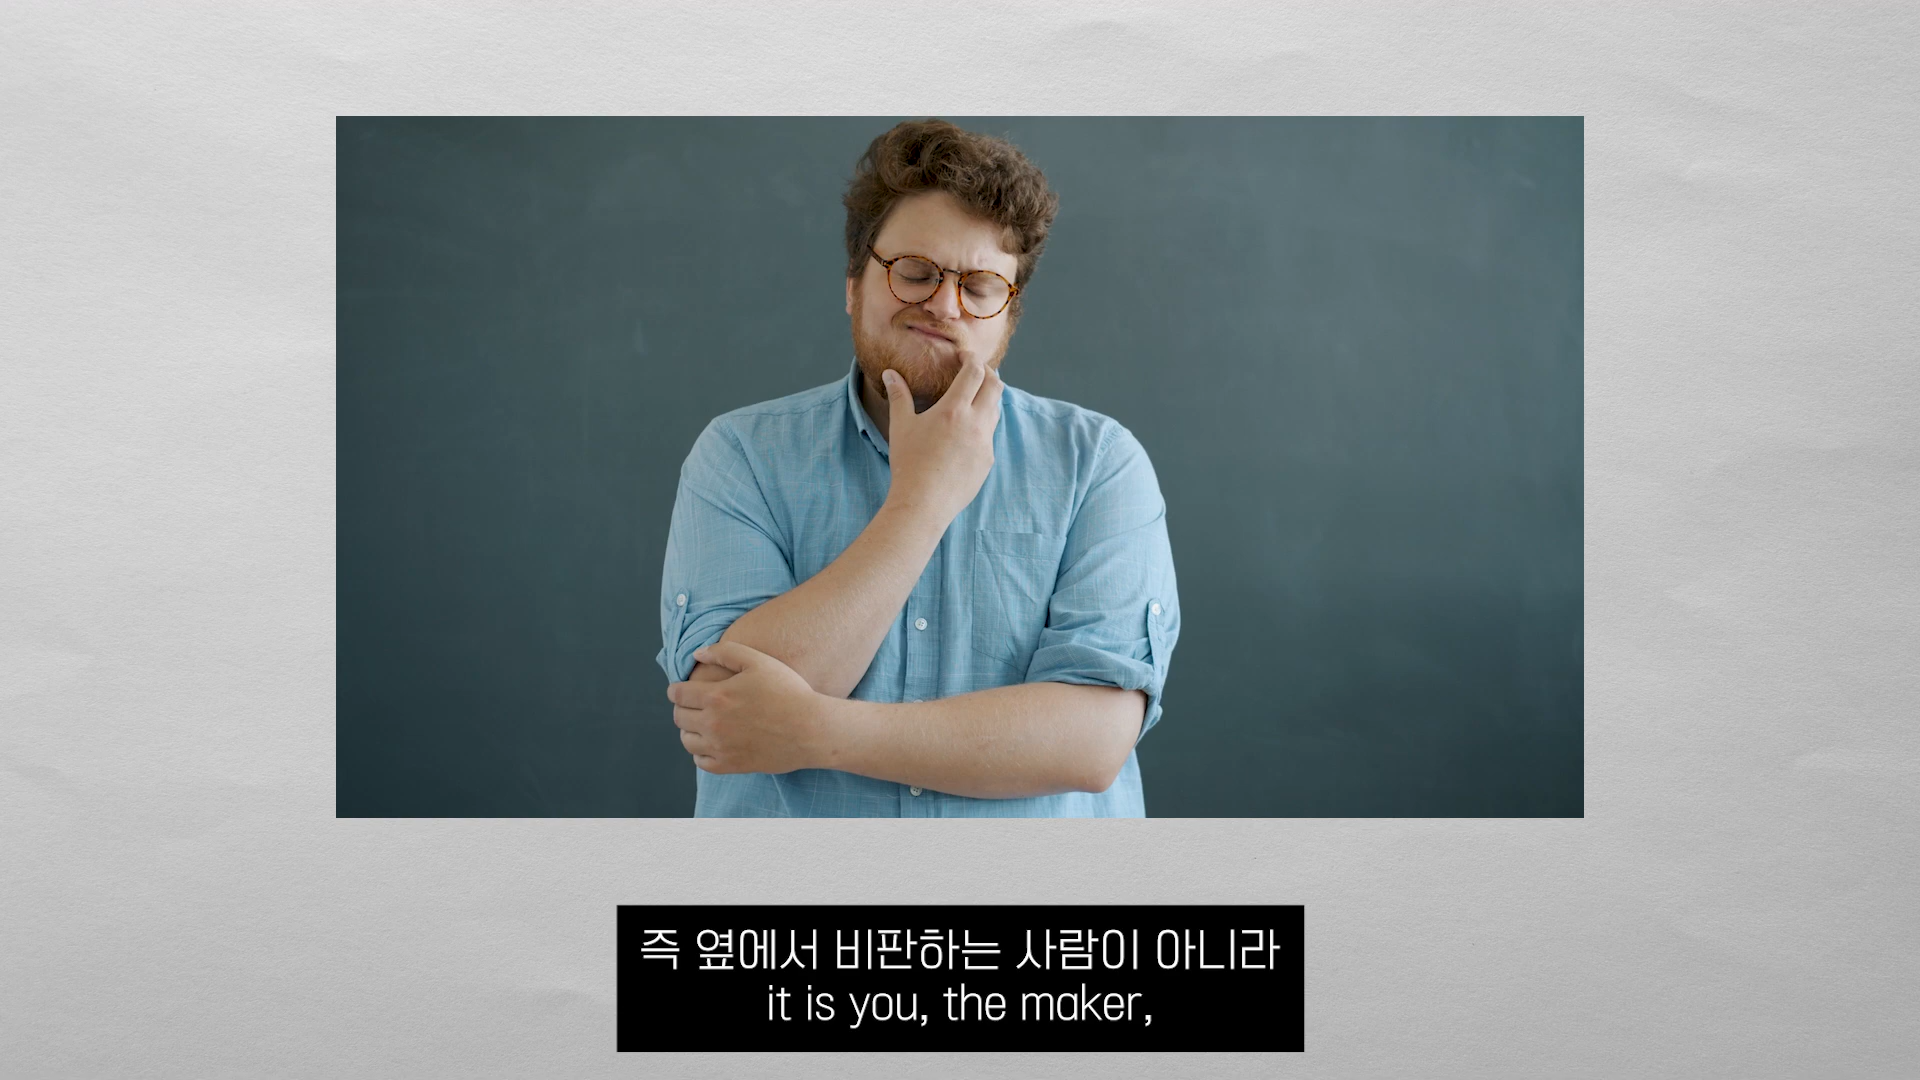 즉 옆에서 비판하는 사람이 아니라
it is you, the maker,